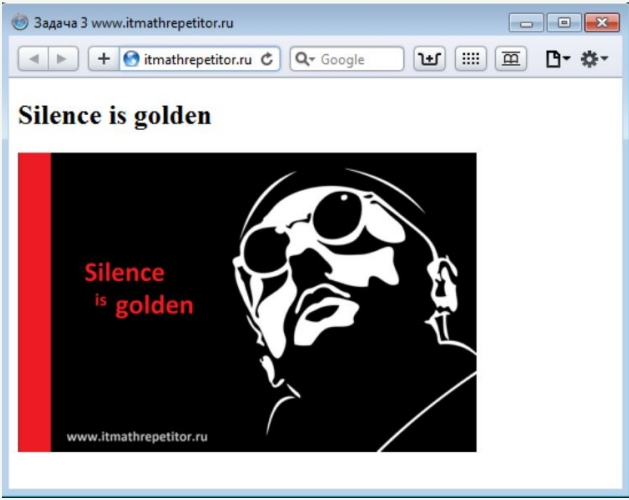 Задача 3 www.itmathrepetitor.ru
itmathrepetitor.ru
Google
Silence is golden
Silence
is golden
www.itmathrepetitor.ru